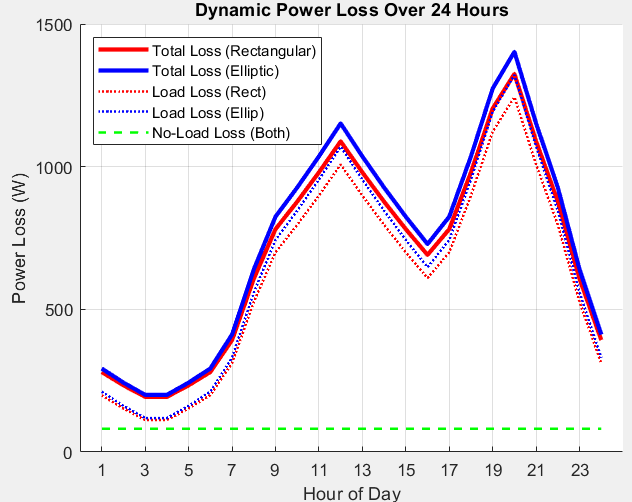 Dynamic Power Loss Over 24 Hours
1500
Total Loss (Rectangular)
Total Loss (Elliptic)
Load Loss (Rect)
Load Loss (Ellip)
No-Load Loss (Both)
1000
Power Loss (W)
500
0
1 3 5 7 9 11 13 15 17 19 21 23
Hour of Day